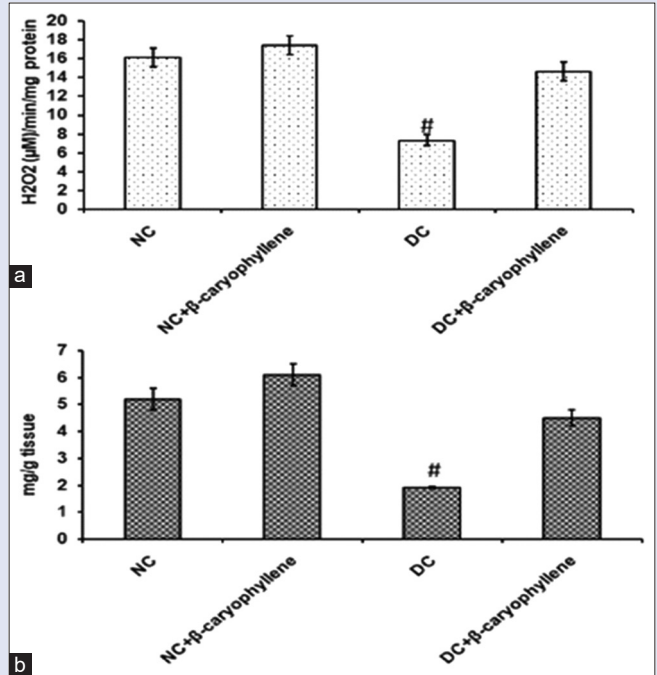 20
18
16
14
12
10
8
6
4
2
0
H2O2 (µM)/min/mg protein
#
NC
NC+β-caryophyllene
DC
DC+β-caryophyllene
a
7
6
5
4
3
2
1
0
mg/g tissue
#
NC
NC+β-caryophyllene
DC
DC+β-caryophyllene
b